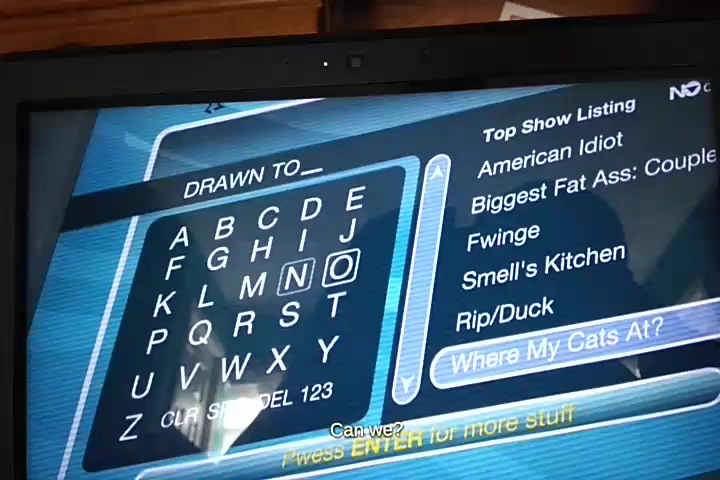 NO
Top Show Listing
DRAWN TO_
American Idiot
Biggest Fat Ass: Couple
Fwinge
Smell's Kitchen
Rip/Duck
Where My Cats At?
A B C D E
F G H I J
K L M N O
P Q R S T
U V W X Y
Z CLR DEL 123
Can we?
Pwess ENTER for more stuff